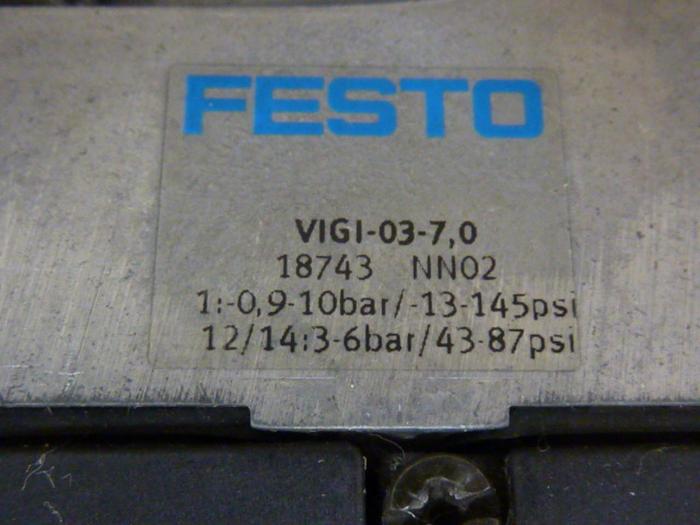 FESTO
VIGI-03-7,0
18743 NN02
1:-0,9-10bar/-13-145psi
12/14:3-6bar/43-87psi